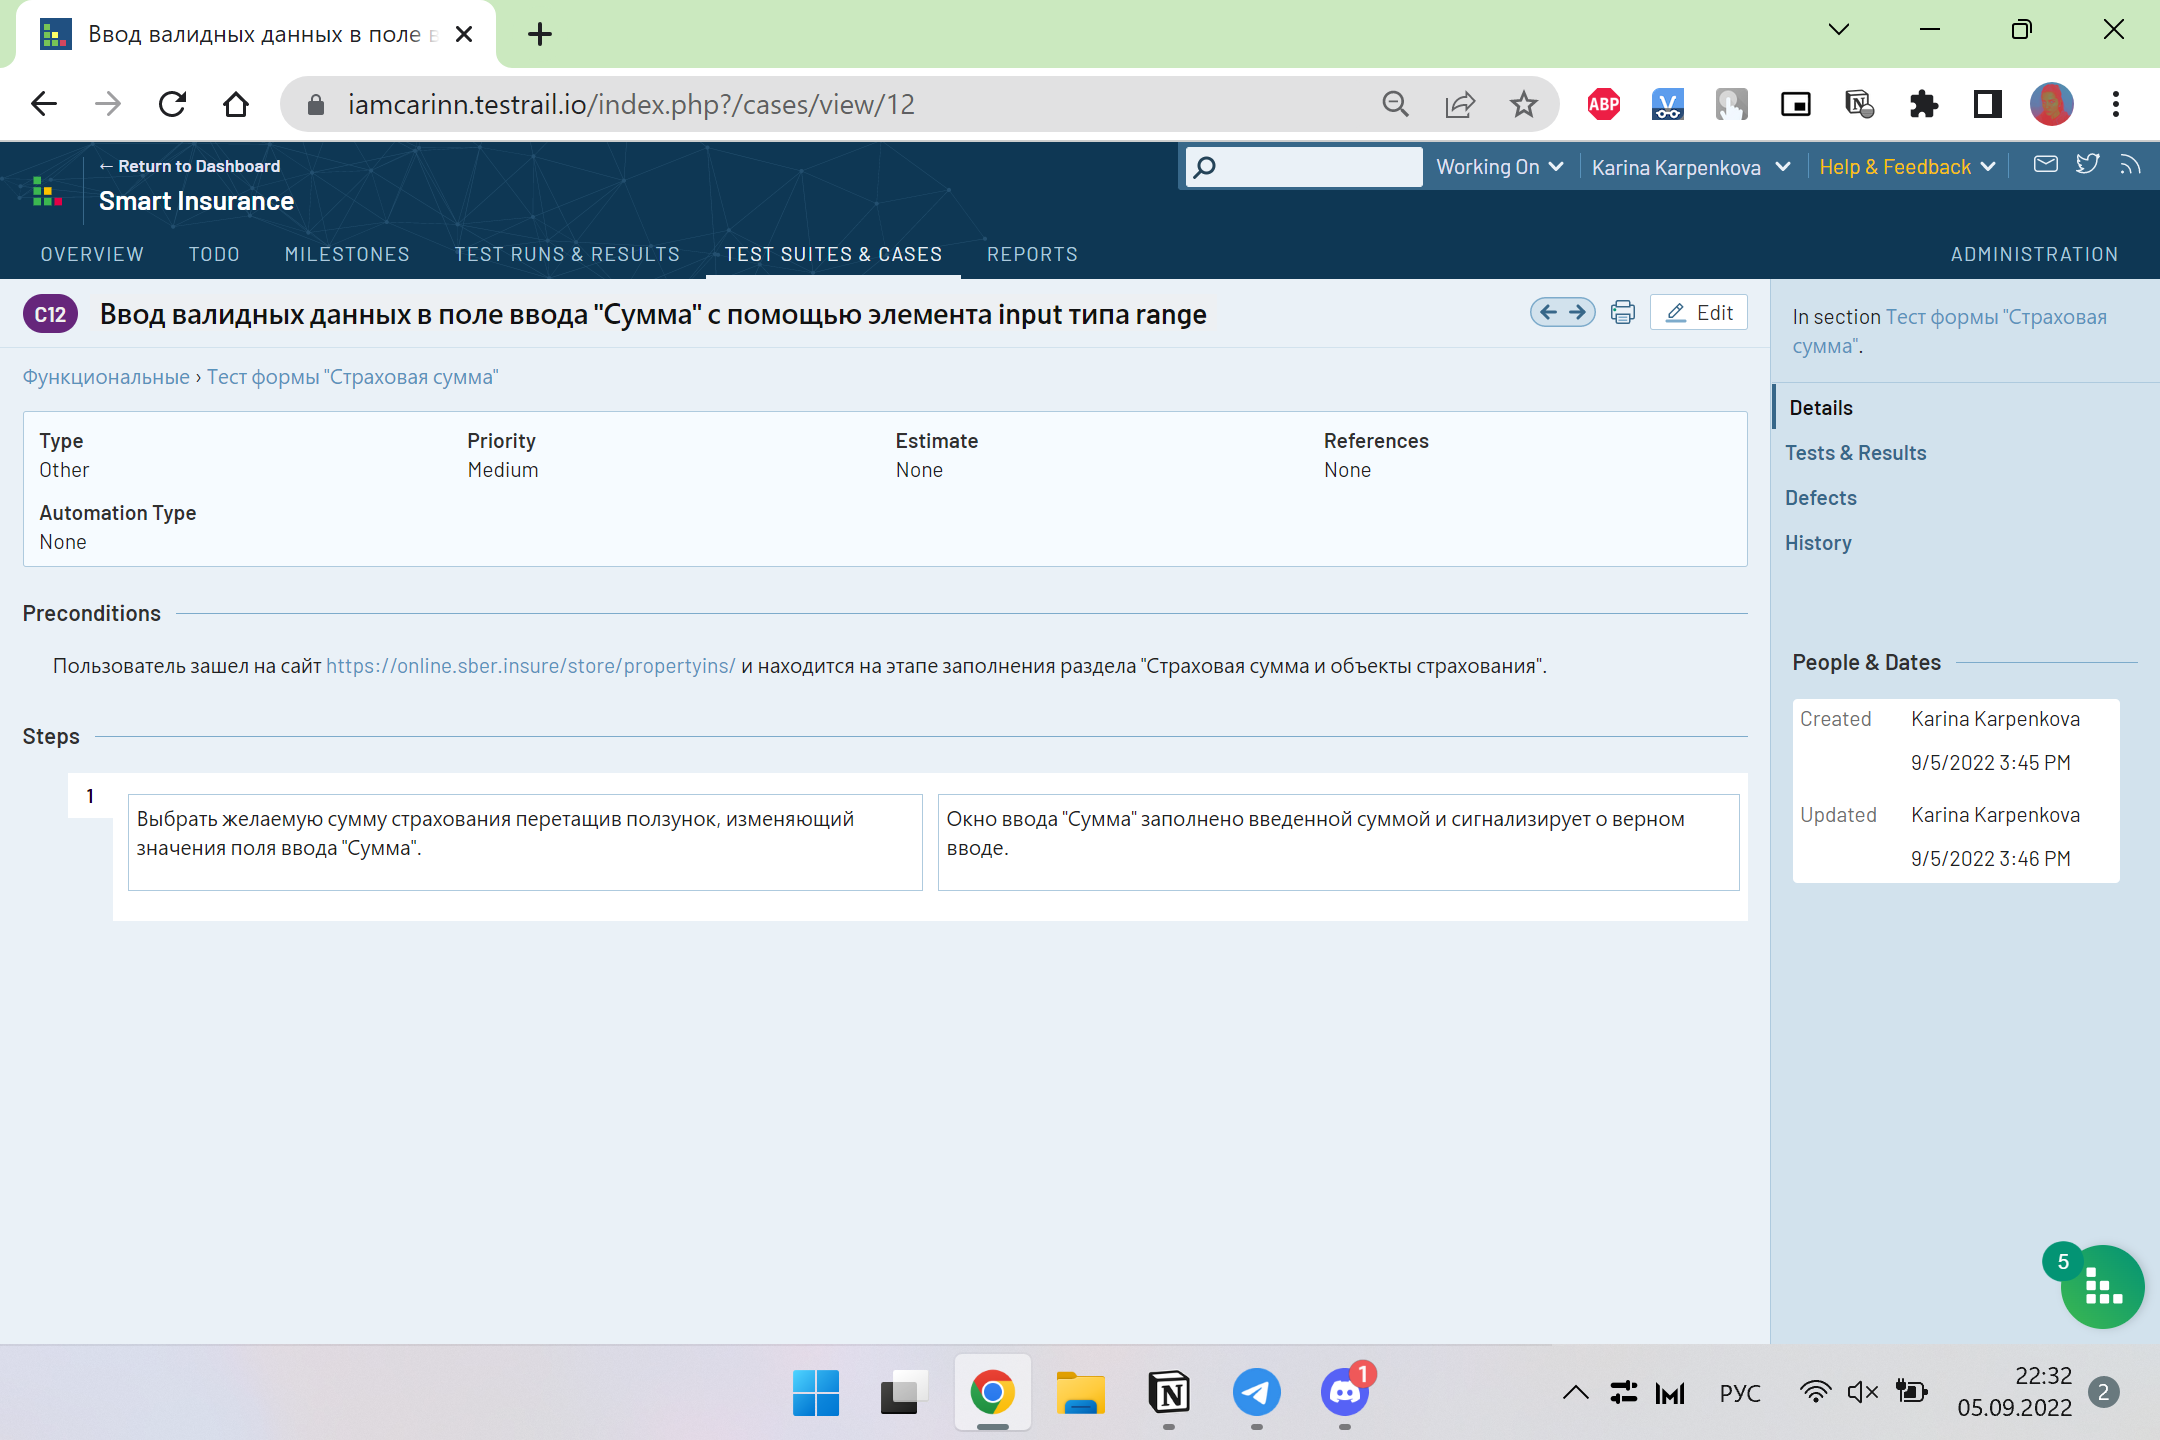 Ввод валидных данных в поле в
iamcarinn.testrail.io/index.php?/cases/view/12
ABP
← Return to Dashboard
Smart Insurance
Working On
Karina Karpenkova
Help & Feedback
OVERVIEW
TODO
MILESTONES
TEST RUNS & RESULTS
TEST SUITES & CASES
REPORTS
ADMINISTRATION
C12
Ввод валидных данных в поле ввода "Сумма" с помощью элемента input типа range
Edit
Функциональные › Тест формы "Страховая сумма"
Type
Other
Priority
Medium
Estimate
None
References
None
Automation Type
None
Preconditions
Пользователь зашел на сайт https://online.sber.insure/store/propertyins/ и находится на этапе заполнения раздела "Страховая сумма и объекты страхования".
Steps
1
Выбрать желаемую сумму страхования перетащив ползунок, изменяющий
значения поля ввода "Сумма".
Окно ввода "Сумма" заполнено введенной суммой и сигнализирует о верном
вводе.
In section Тест формы "Страховая
сумма".
Details
Tests & Results
Defects
History
People & Dates
Created
Karina Karpenkova
9/5/2022 3:45 PM
Updated
Karina Karpenkova
9/5/2022 3:46 PM
5
1
РУС
22:32
05.09.2022
2